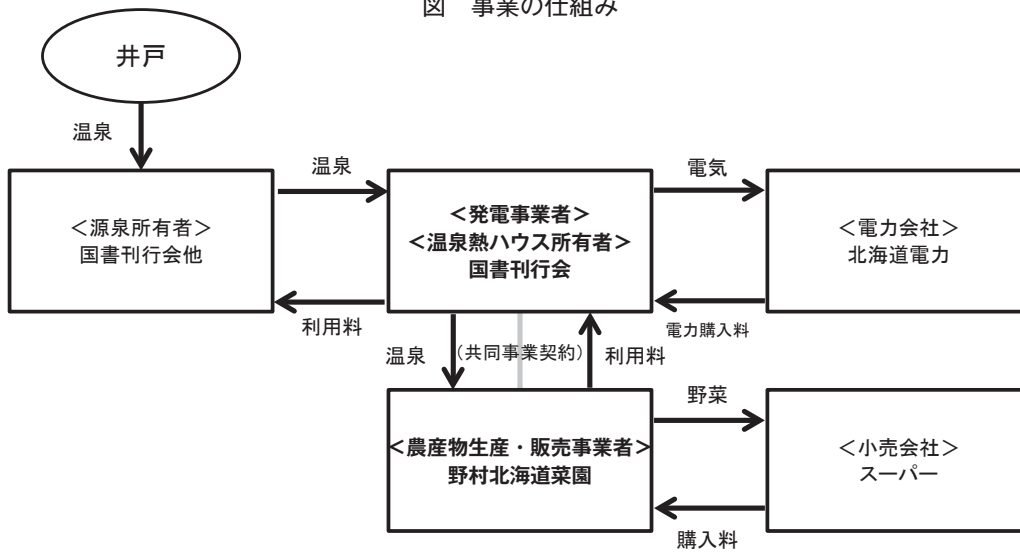 図 事業の仕組み
井戸
温泉
温泉
電気
＜源泉所有者＞
国書刊行会他
＜発電事業者＞
＜温泉熱ハウス所有者＞
国書刊行会
＜電力会社＞
北海道電力
利用料
電力購入料
温泉
（共同事業契約）
利用料
野菜
＜農産物生産・販売事業者＞
野村北海道菜園
＜小売会社＞
スーパー
購入料